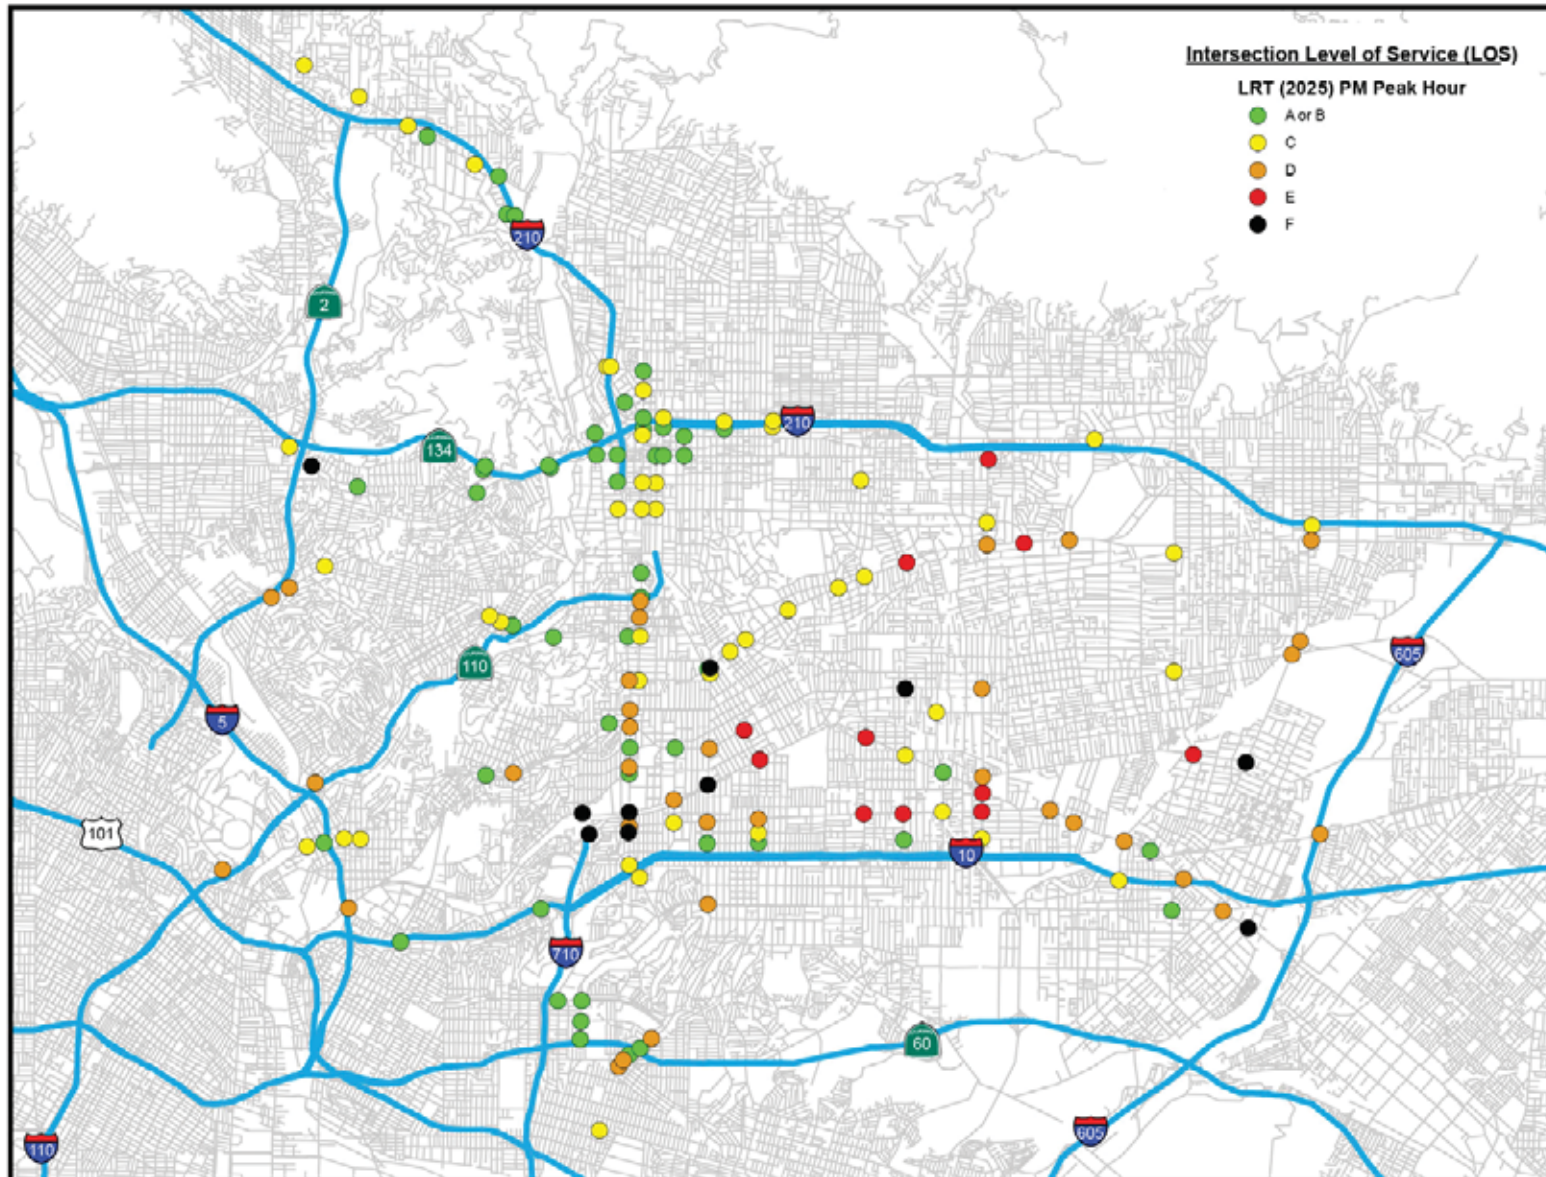 Intersection Level of Service (LOS)
LRT (2025) PM Peak Hour
A or B
C
D
E
F
210
2
134
210
110
605
5
101
10
710
60
605
110